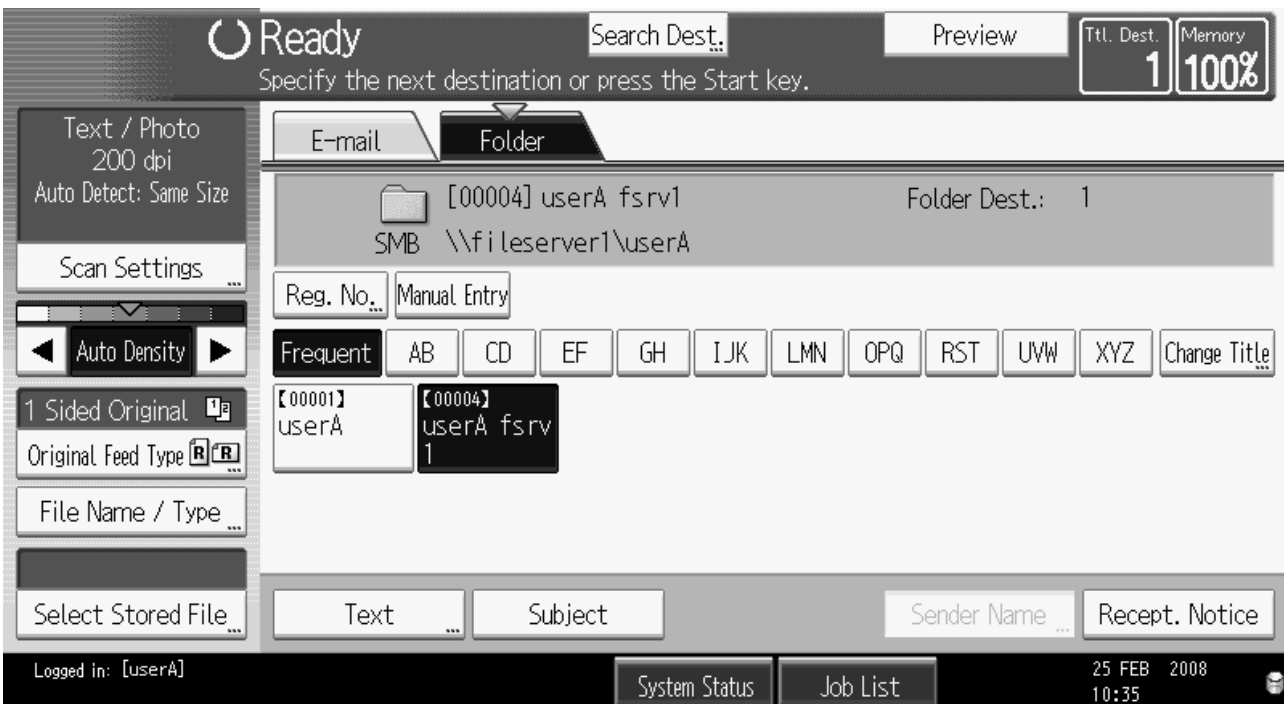 Ready
Search Dest.
Preview
Ttl. Dest.
1
Memory
100%
Specify the next destination or press the Start key.
Text / Photo
200 dpi
Auto Detect: Same Size
Scan Settings
Auto Density
1 Sided Original
Original Feed Type
File Name / Type
Select Stored File
E-mail
Folder
[00004] userA fsrv1
Folder Dest.: 1
SMB \\fileserver1\userA
Reg. No.
Manual Entry
Frequent
AB
CD
EF
GH
IJK
LMN
OPQ
RST
UVW
XYZ
Change Title
【00001】
userA
【00004】
userA fsrv
1
Text
Subject
Sender Name
Recept. Notice
Logged in: [userA]
System Status
Job List
25 FEB 2008
10:35